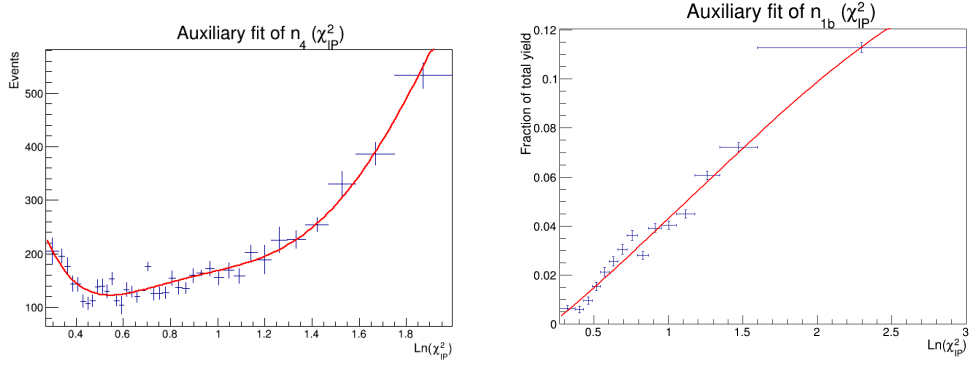 Auxiliary fit of n₄ (χ²IP)
Events
500
400
300
200
100
0.4 0.6 0.8 1 1.2 1.4 1.6 1.8
Ln(χ²IP)
Auxiliary fit of n₁b (χ²IP)
Fraction of total yield
0.12
0.1
0.08
0.06
0.04
0.02
0
0.5 1 1.5 2 2.5 3
Ln(χ²IP)